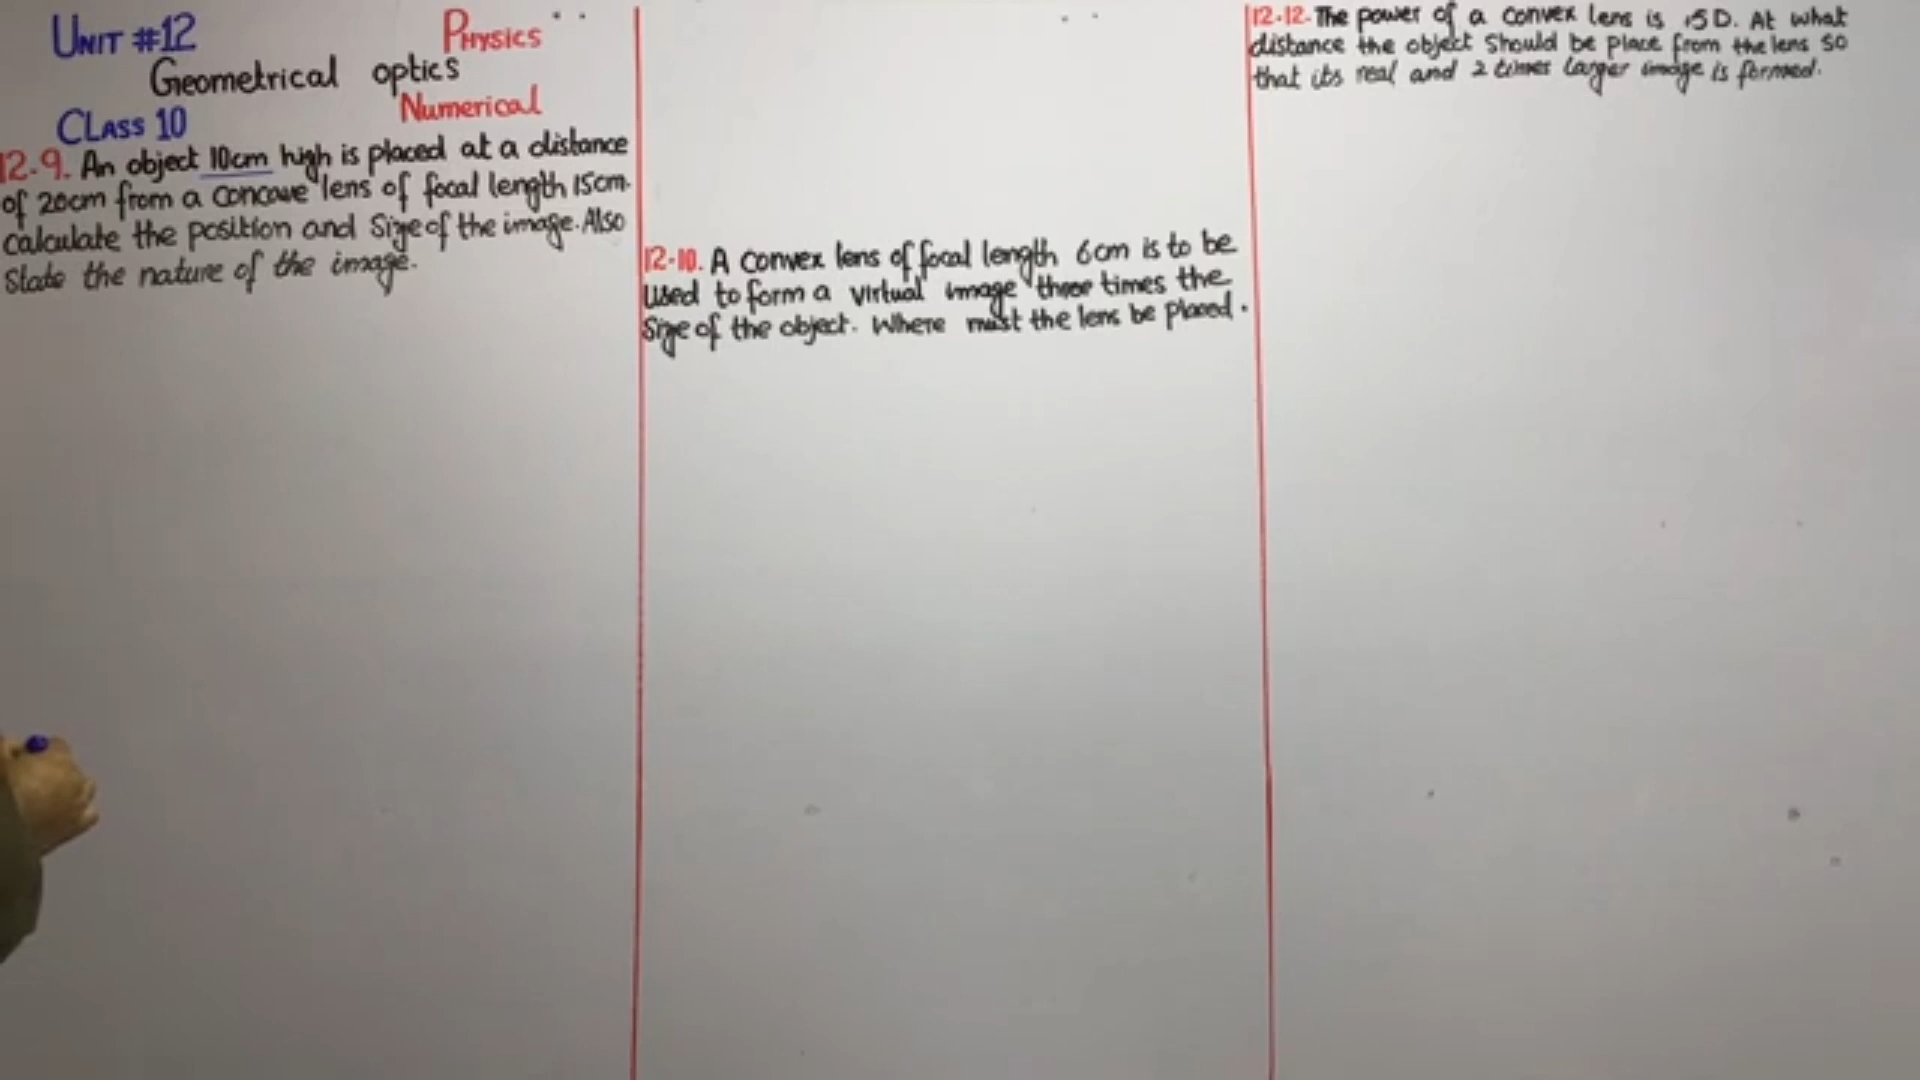 UNIT #12
Physics
Geometrical optics
Numerical
CLASS 10
12-9. An object 10cm high is placed at a distance
of 20cm from a concave lens of focal length 15cm.
calculate the position and size of the image. Also
State the nature of the image.
12-10. A convex lens of focal length 6cm is to be
used to form a virtual image three times the
size of the object. Where must the lens be placed.
12-12. The power of a convex lens is 5 D. At what
distance the object should be place from the lens so
that its real and 2 times larger image is formed.